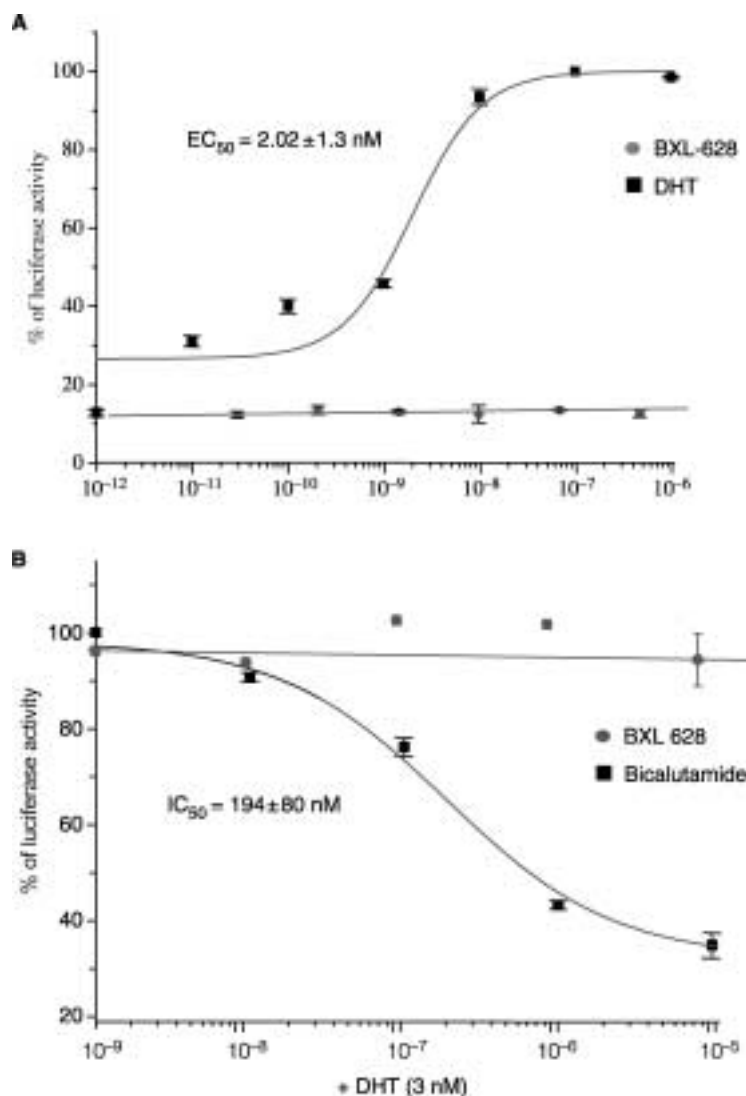 A
% of luciferase activity
100
80
60
40
20
0
EC50 = 2.02±1.3 nM
BXL-628
DHT
10-12 10-11 10-10 10-9 10-8 10-7 10-6
B
% of luciferase activity
100
80
60
40
20
IC50 = 194±80 nM
BXL 628
Bicalutamide
10-9 10-8 10-7 10-6 10-5
+ DHT (3 nM)